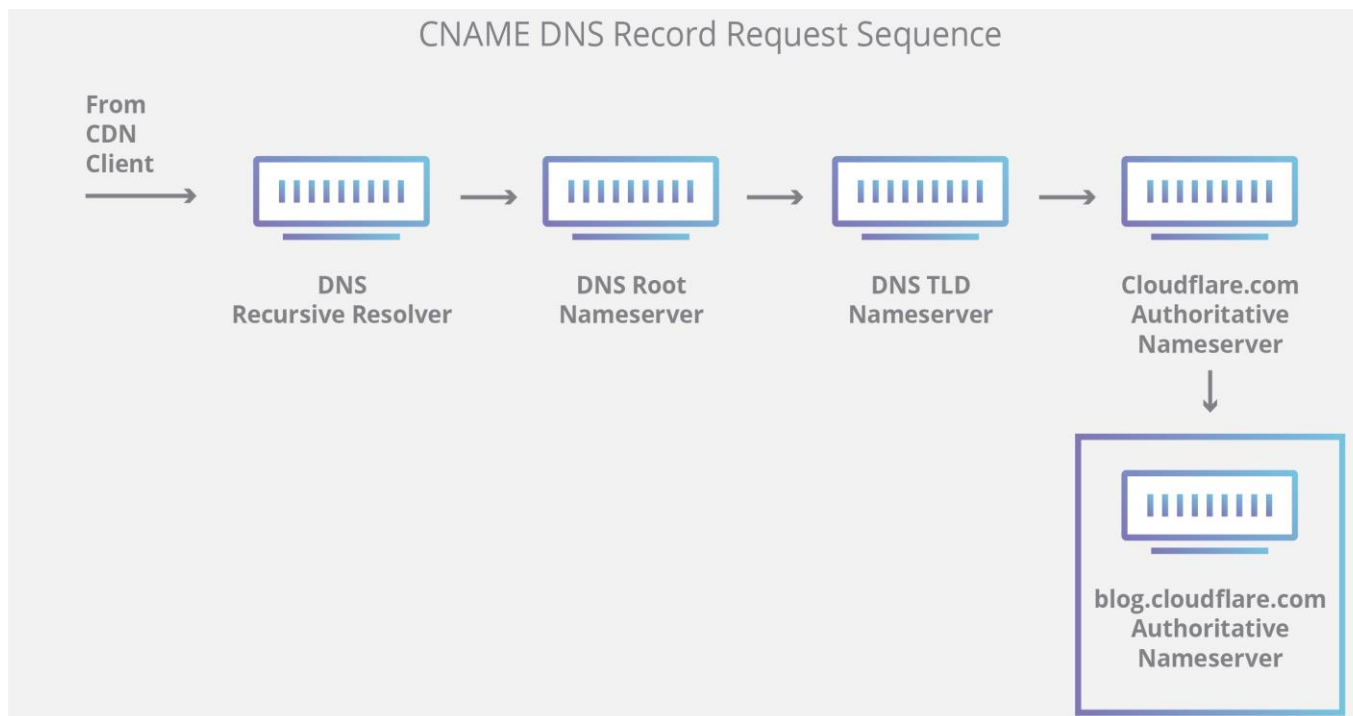 CNAME DNS Record Request Sequence
From
CDN
Client
DNS
Recursive Resolver
DNS Root
Nameserver
DNS TLD
Nameserver
Cloudflare.com
Authoritative
Nameserver
blog.cloudflare.com
Authoritative
Nameserver